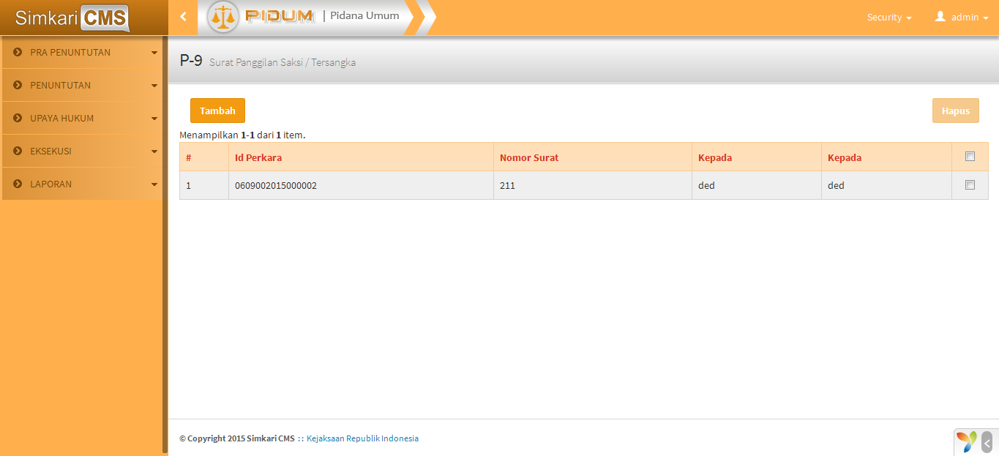 Simkari CMS
PIDUM | Pidana Umum
Security
admin
PRA PENUNTUTAN
PENUNTUTAN
UPAYA HUKUM
EKSEKUSI
LAPORAN
P-9 Surat Panggilan Saksi / Tersangka
Tambah
Hapus
Menampilkan 1-1 dari 1 item.
# Id Perkara Nomor Surat Kepada Kepada
1 0609002015000002 211 ded ded
© Copyright 2015 Simkari CMS :: Kejaksaan Republik Indonesia